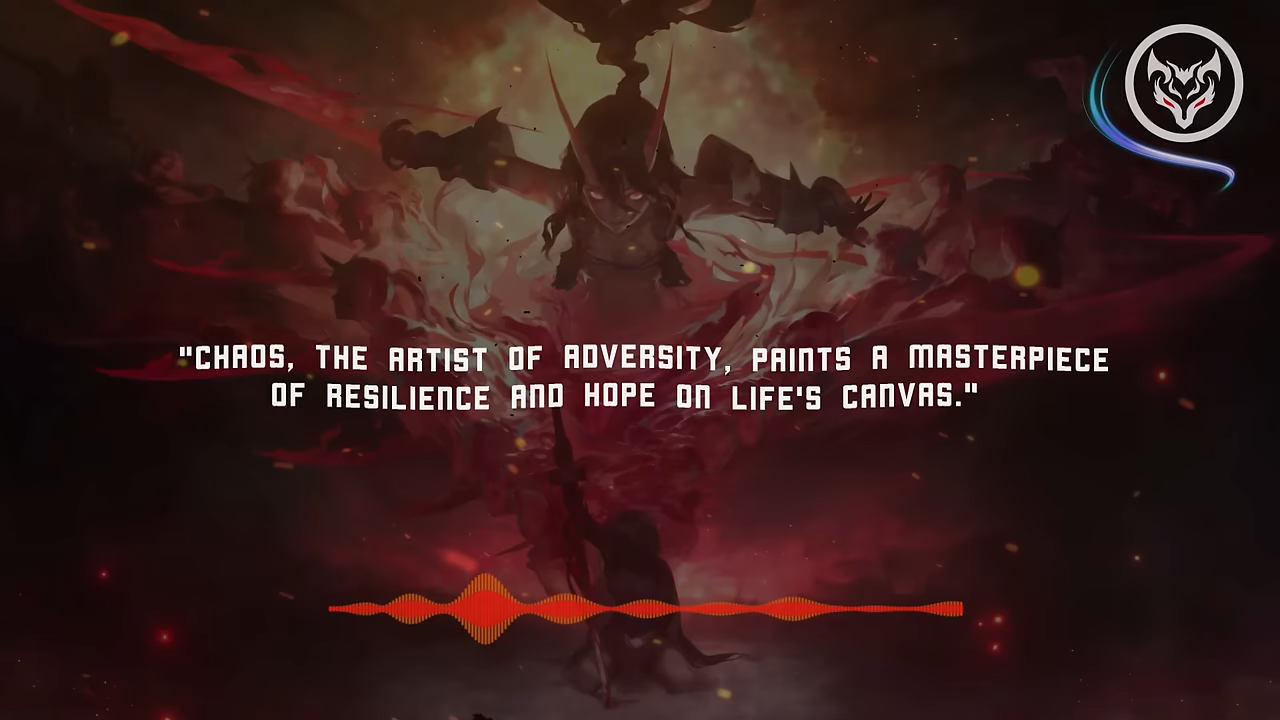 "CHAOS, THE ARTIST OF ADVERSITY, PAINTS A MASTERPIECE
OF RESILIENCE AND HOPE ON LIFE'S CANVAS."